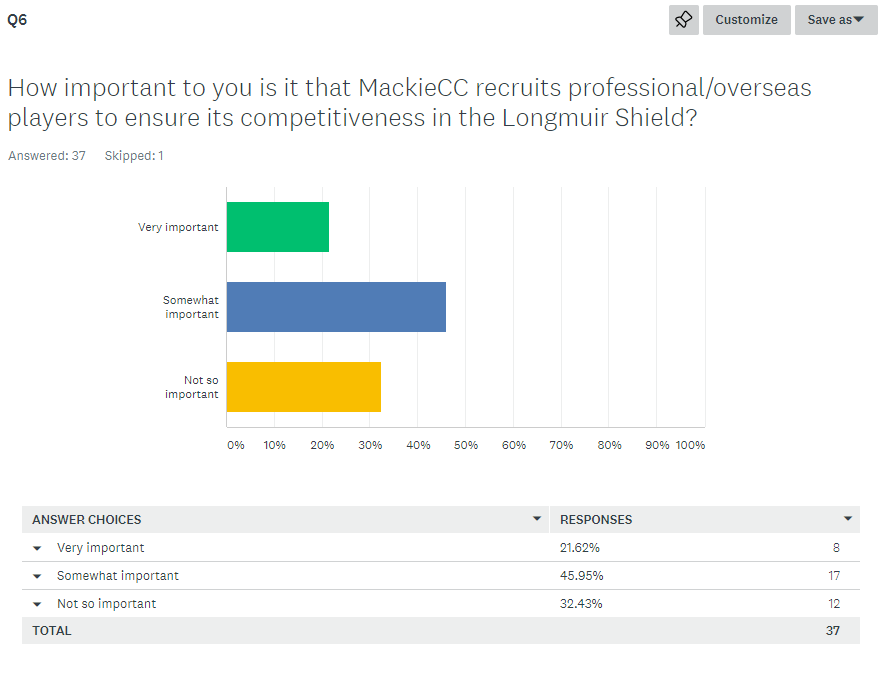 Q6
Customize
Save as
How important to you is it that MackieCC recruits professional/overseas
players to ensure its competitiveness in the Longmuir Shield?
Answered: 37 Skipped: 1
Very important
Somewhat
important
Not so
important
0% 10% 20% 30% 40% 50% 60% 70% 80% 90% 100%
ANSWER CHOICES RESPONSES
Very important 21.62% 8
Somewhat important 45.95% 17
Not so important 32.43% 12
TOTAL 37